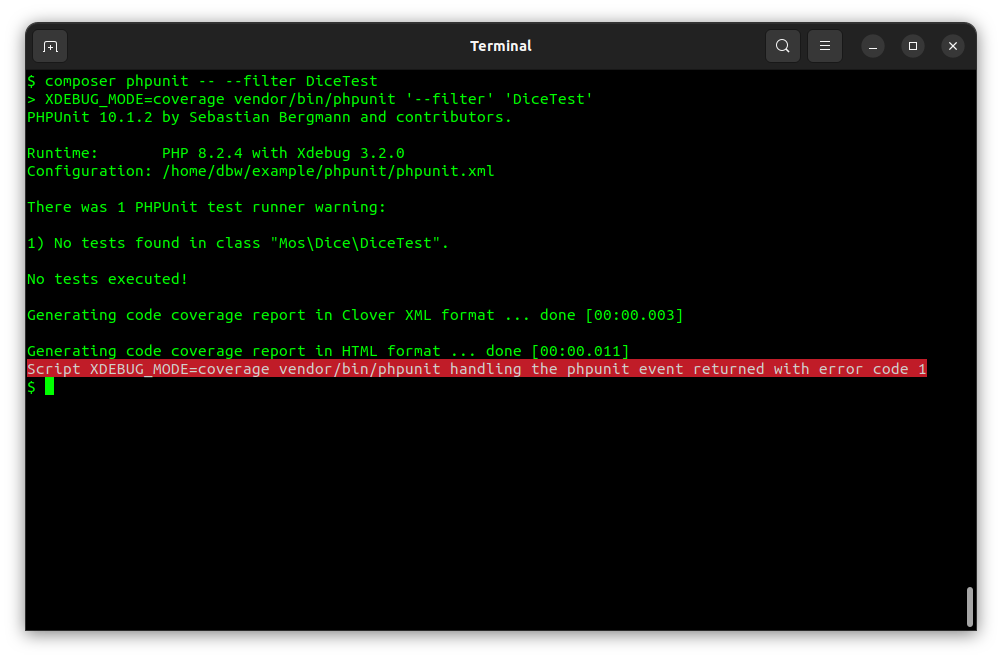 Terminal
$ composer phpunit -- --filter DiceTest
> XDEBUG_MODE=coverage vendor/bin/phpunit '--filter' 'DiceTest'
PHPUnit 10.1.2 by Sebastian Bergmann and contributors.
Runtime:       PHP 8.2.4 with Xdebug 3.2.0
Configuration: /home/dbw/example/phpunit/phpunit.xml
There was 1 PHPUnit test runner warning:
1) No tests found in class "Mos\Dice\DiceTest".
No tests executed!
Generating code coverage report in Clover XML format ... done [00:00.003]
Generating code coverage report in HTML format ... done [00:00.011]
Script XDEBUG_MODE=coverage vendor/bin/phpunit handling the phpunit event returned with error code 1
$